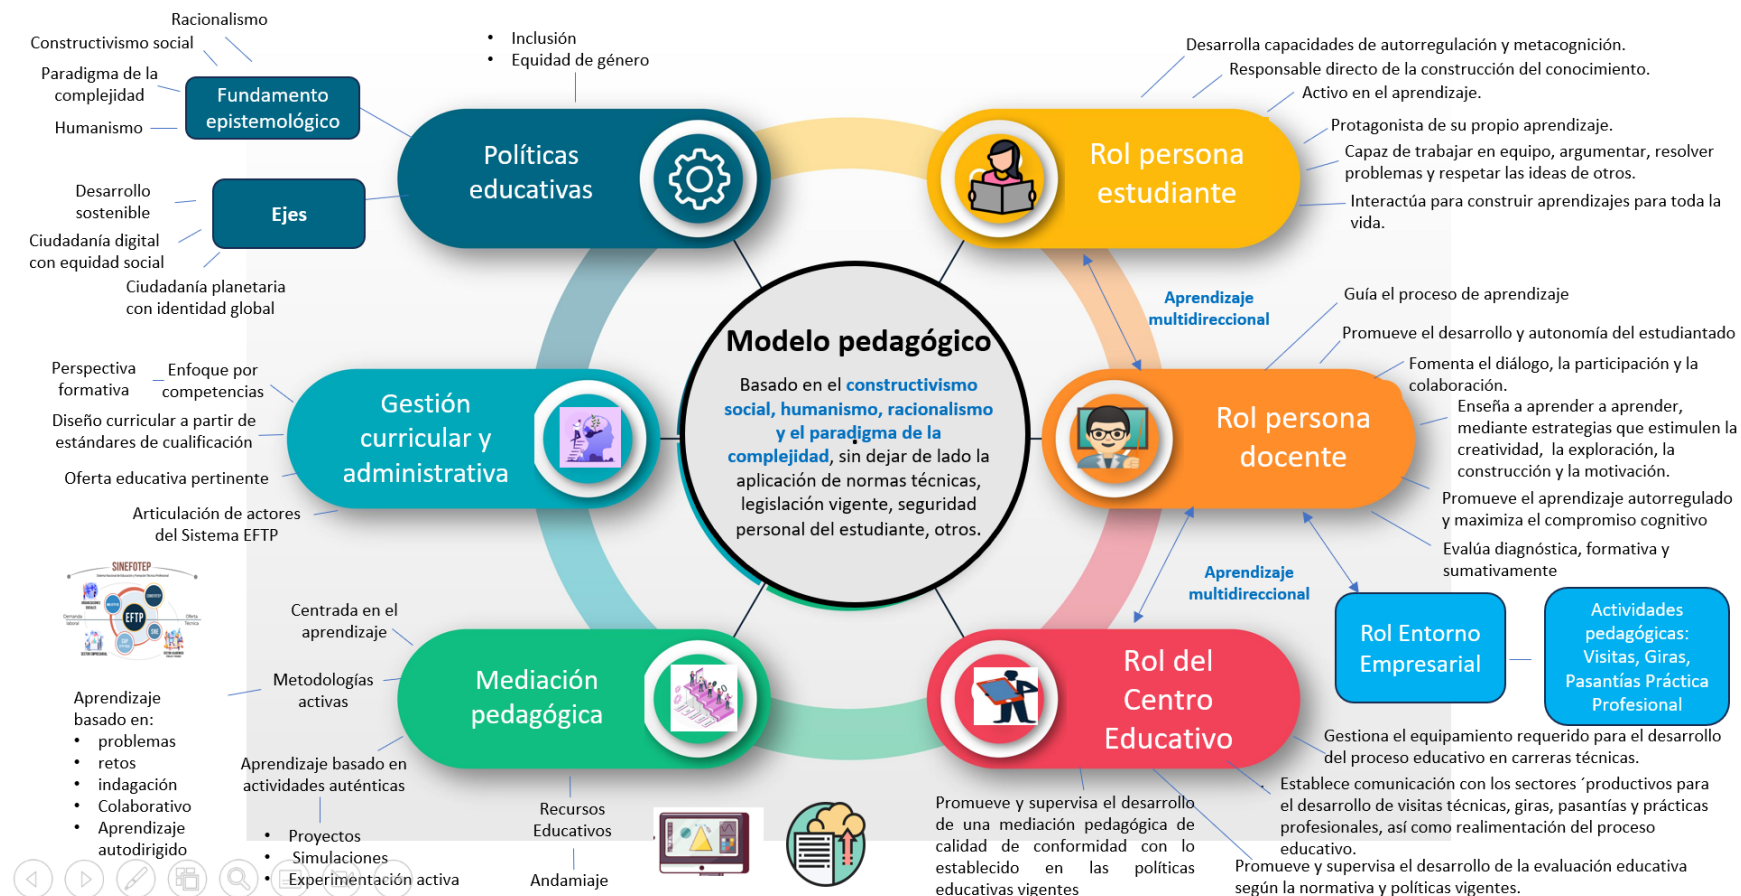 Racionalismo
Constructivismo social
Paradigma de la
complejidad
Humanismo
Fundamento
epistemológico
Desarrollo
sostenible
Ciudadanía digital
con equidad social
Ciudadanía planetaria
con identidad global
Ejes
• Inclusión
• Equidad de género
Políticas
educativas
Rol persona
estudiante
Desarrolla capacidades de autorregulación y metacognición.
Responsable directo de la construcción del conocimiento.
Activo en el aprendizaje.
Protagonista de su propio aprendizaje.
Capaz de trabajar en equipo, argumentar, resolver
problemas y respetar las ideas de otros.
Interactúa para construir aprendizajes para toda la
vida.
Aprendizaje
multidireccional
Modelo pedagógico
Basado en el constructivismo
social, humanismo, racionalismo
y el paradigma de la
complejidad, sin dejar de lado la
aplicación de normas técnicas,
legislación vigente, seguridad
personal del estudiante, otros.
Perspectiva
formativa
Enfoque por
competencias
Diseño curricular a partir de
estándares de cualificación
Oferta educativa pertinente
Articulación de actores
del Sistema EFTP
Gestión
curricular y
administrativa
Rol persona
docente
Guía el proceso de aprendizaje
Promueve el desarrollo y autonomía del estudiantado
Fomenta el diálogo, la participación y la
colaboración.
Enseña a aprender a aprender,
mediante estrategias que estimulen la
creatividad, la exploración, la
construcción y la motivación.
Promueve el aprendizaje autorregulado
y maximiza el compromiso cognitivo
Evalúa diagnóstica, formativa y
sumativamente
Aprendizaje
multidireccional
SINEFOTEP
EFTP
Demanda
laboral
Oferta
Técnica
Centrada en el
aprendizaje
Metodologías
activas
Aprendizaje
basado en:
• problemas
• retos
• indagación
• Colaborativo
• Aprendizaje
autodirigido
Aprendizaje basado en
actividades auténticas
• Proyectos
• Simulaciones
• Experimentación activa
Mediación
pedagógica
Recursos
Educativos
Andamiaje
Rol del
Centro
Educativo
Rol Entorno
Empresarial
Actividades
pedagógicas:
Visitas, Giras,
Pasantías Práctica
Profesional
Gestiona el equipamiento requerido para el desarrollo
del proceso educativo en carreras técnicas.
Establece comunicación con los sectores ´productivos para
el desarrollo de visitas técnicas, giras, pasantías y prácticas
profesionales, así como realimentación del proceso
educativo.
Promueve y supervisa el desarrollo de la evaluación educativa
según la normativa y políticas vigentes.
Promueve y supervisa el desarrollo
de una mediación pedagógica de
calidad de conformidad con lo
establecido en las políticas
educativas vigentes